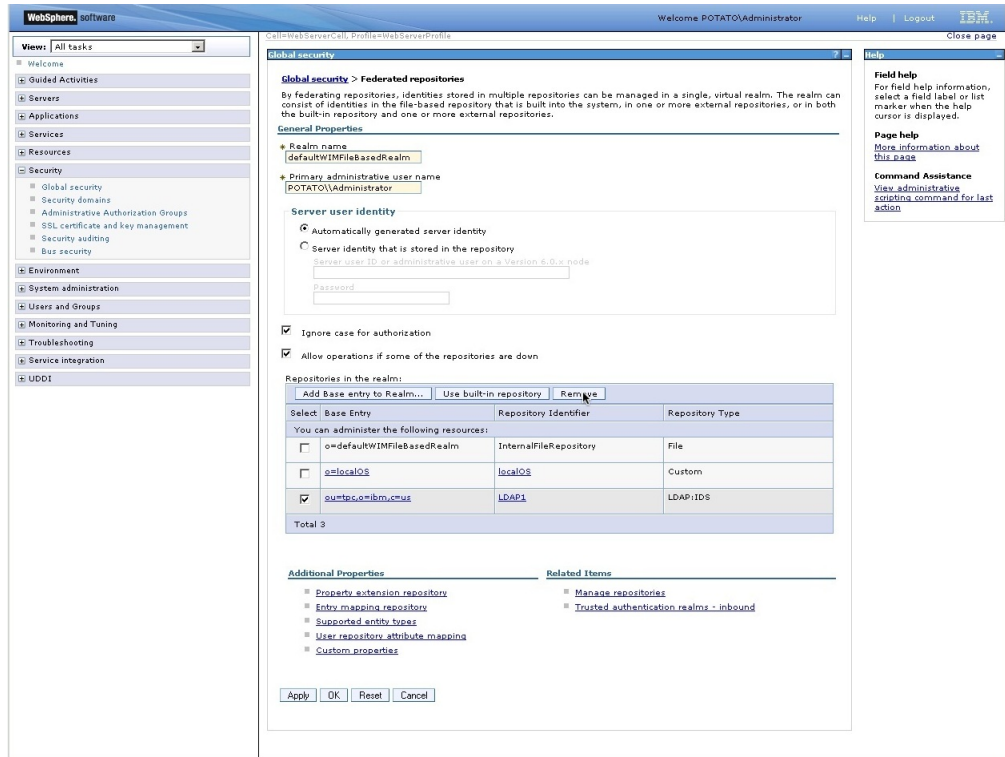 WebSphere. software
Welcome POTATO\Administrator
Help | Logout
IBM.
View: All tasks
Welcome
Guided Activities
Servers
Applications
Services
Resources
Security
Global security
Security domains
Administrative Authorization Groups
SSL certificate and key management
Security auditing
Bus security
Environment
System administration
Users and Groups
Monitoring and Tuning
Troubleshooting
Service integration
UDDI
Cell=WebServerCell, Profile=WebServerProfile
Close page
Global security
? -
Global security > Federated repositories
By federating repositories, identities stored in multiple repositories can be managed in a single, virtual realm. The realm can
consist of identities in the file-based repository that is built into the system, in one or more external repositories, or in both
the built-in repository and one or more external repositories.
General Properties
* Realm name
defaultWIMFileBasedRealm
* Primary administrative user name
POTATO\\Administrator
Server user identity
Automatically generated server identity
Server identity that is stored in the repository
Server user ID or administrative user on a Version 6.0.x node
Password
Ignore case for authorization
Allow operations if some of the repositories are down
Repositories in the realm:
Add Base entry to Realm... Use built-in repository Remove
Select Base Entry Repository Identifier Repository Type
You can administer the following resources:
o=defaultWIMFileBasedRealm InternalFileRepository File
o=localOS localOS Custom
ou=tpc,o=ibm,c=us LDAP1 LDAP:IDS
Total 3
Additional Properties
Property extension repository
Entry mapping repository
Supported entity types
User repository attribute mapping
Custom properties
Related Items
Manage repositories
Trusted authentication realms - inbound
Apply OK Reset Cancel
Help
-
Field help
For field help information,
select a field label or list
marker when the help
cursor is displayed.
Page help
More information about
this page
Command Assistance
View administrative
scripting command for last
action